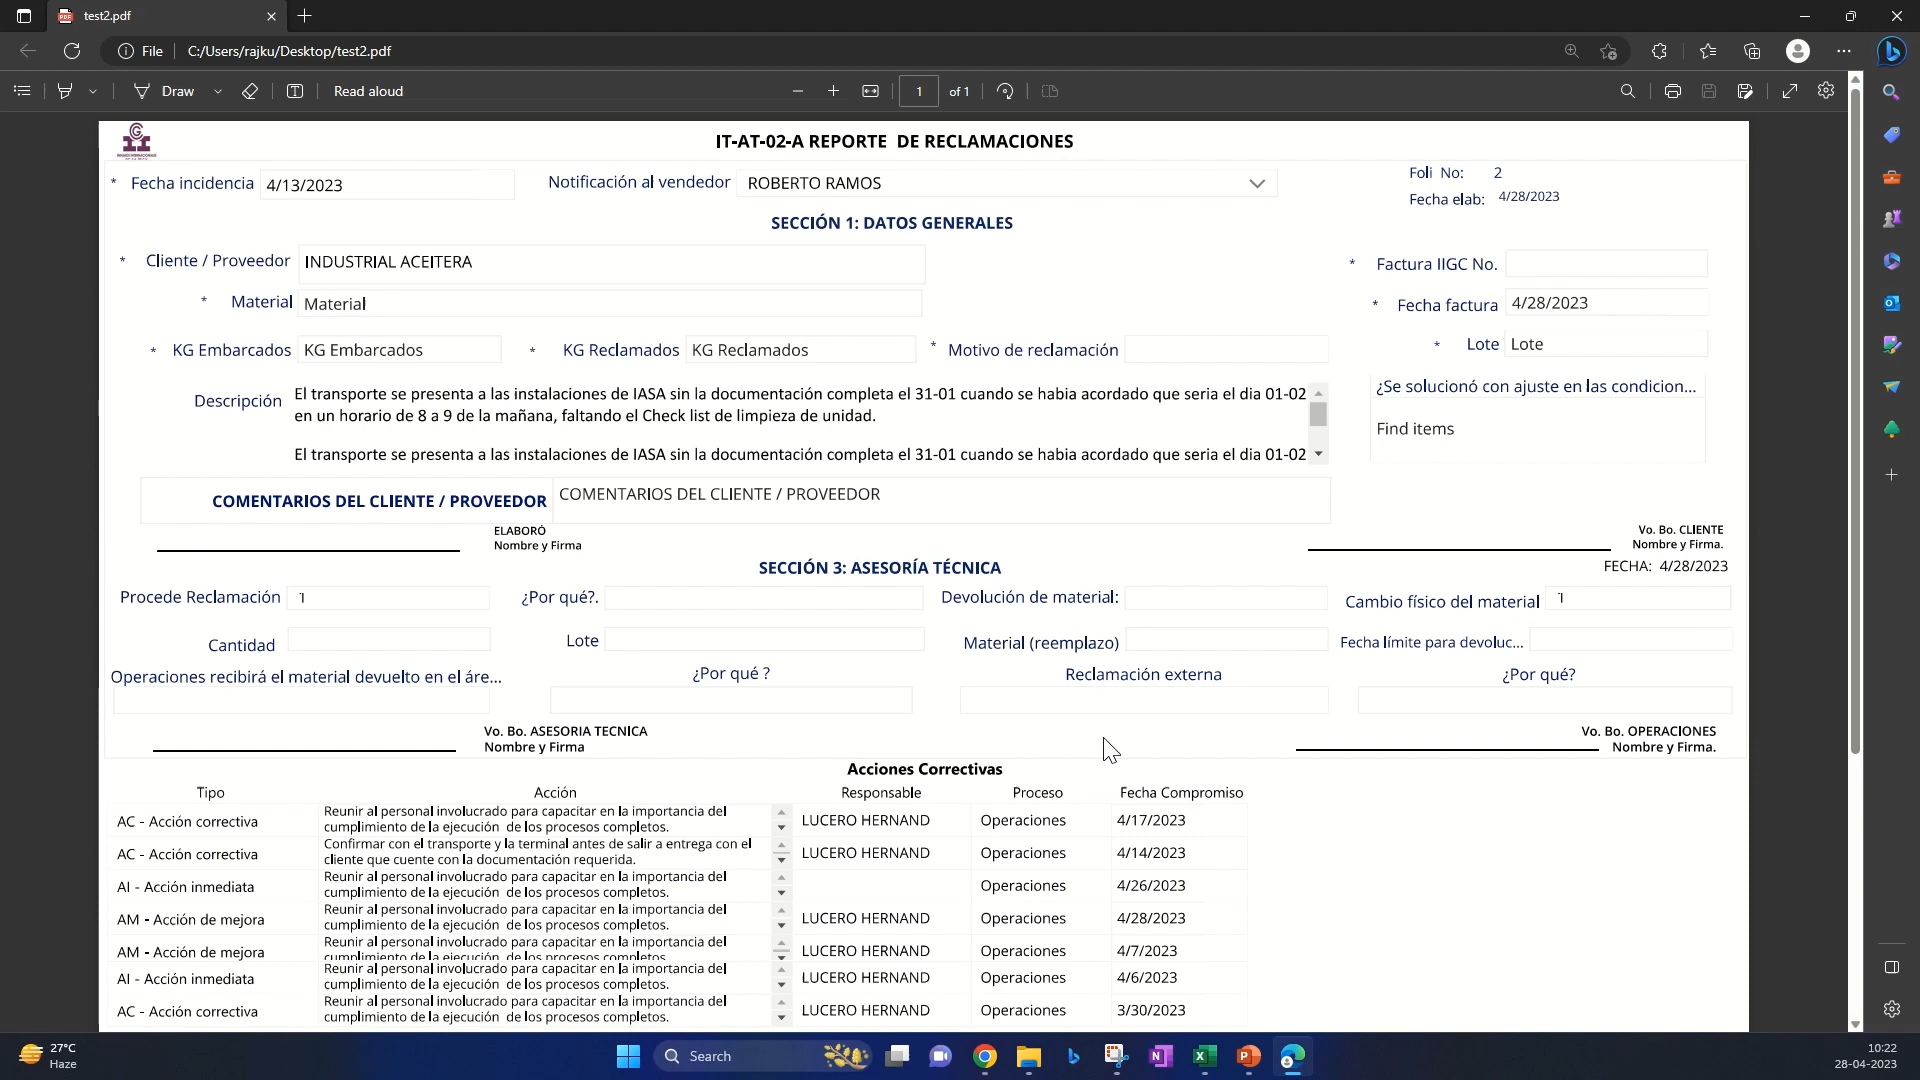 test2.pdf
File
C:/Users/rajku/Desktop/test2.pdf
Draw
Read aloud
1 of 1
IT-AT-02-A REPORTE DE RECLAMACIONES
* Fecha incidencia 4/13/2023
Notificación al vendedor ROBERTO RAMOS
Foli No: 2
Fecha elab: 4/28/2023
SECCIÓN 1: DATOS GENERALES
* Cliente / Proveedor INDUSTRIAL ACEITERA
* Factura IIGC No.
* Material Material
* Fecha factura 4/28/2023
* KG Embarcados KG Embarcados
* KG Reclamados KG Reclamados
* Motivo de reclamación
* Lote Lote
Descripción
El transporte se presenta a las instalaciones de IASA sin la documentación completa el 31-01 cuando se habia acordado que seria el dia 01-02
en un horario de 8 a 9 de la mañana, faltando el Check list de limpieza de unidad.
El transporte se presenta a las instalaciones de IASA sin la documentación completa el 31-01 cuando se habia acordado que seria el dia 01-02
¿Se solucionó con ajuste en las condicion...
Find items
COMENTARIOS DEL CLIENTE / PROVEEDOR COMENTARIOS DEL CLIENTE / PROVEEDOR
ELABORÓ
Nombre y Firma
Vo. Bo. CLIENTE
Nombre y Firma.
SECCIÓN 3: ASESORÍA TÉCNICA
FECHA: 4/28/2023
Procede Reclamación 1
¿Por qué?.
Devolución de material:
Cambio físico del material 1
Cantidad
Lote
Material (reemplazo)
Fecha límite para devoluc...
Operaciones recibirá el material devuelto en el áre...
¿Por qué ?
Reclamación externa
¿Por qué?
Vo. Bo. ASESORIA TECNICA
Nombre y Firma
Vo. Bo. OPERACIONES
Nombre y Firma.
Acciones Correctivas
Tipo Acción Responsable Proceso Fecha Compromiso
AC - Acción correctiva
Reunir al personal involucrado para capacitar en la importancia del
cumplimiento de la ejecución de los procesos completos.
LUCERO HERNAND Operaciones 4/17/2023
AC - Acción correctiva
Confirmar con el transporte y la terminal antes de salir a entrega con el
cliente que cuente con la documentación requerida.
LUCERO HERNAND Operaciones 4/14/2023
AI - Acción inmediata
Reunir al personal involucrado para capacitar en la importancia del
cumplimiento de la ejecución de los procesos completos.
Operaciones 4/26/2023
AM - Acción de mejora
Reunir al personal involucrado para capacitar en la importancia del
cumplimiento de la ejecución de los procesos completos.
LUCERO HERNAND Operaciones 4/28/2023
AM - Acción de mejora
Reunir al personal involucrado para capacitar en la importancia del
cumplimiento de la ejecución de los procesos completos.
LUCERO HERNAND Operaciones 4/7/2023
AI - Acción inmediata
Reunir al personal involucrado para capacitar en la importancia del
cumplimiento de la ejecución de los procesos completos.
LUCERO HERNAND Operaciones 4/6/2023
AC - Acción correctiva
Reunir al personal involucrado para capacitar en la importancia del
cumplimiento de la ejecución de los procesos completos.
LUCERO HERNAND Operaciones 3/30/2023
27°C
Haze
Search
10:22
28-04-2023